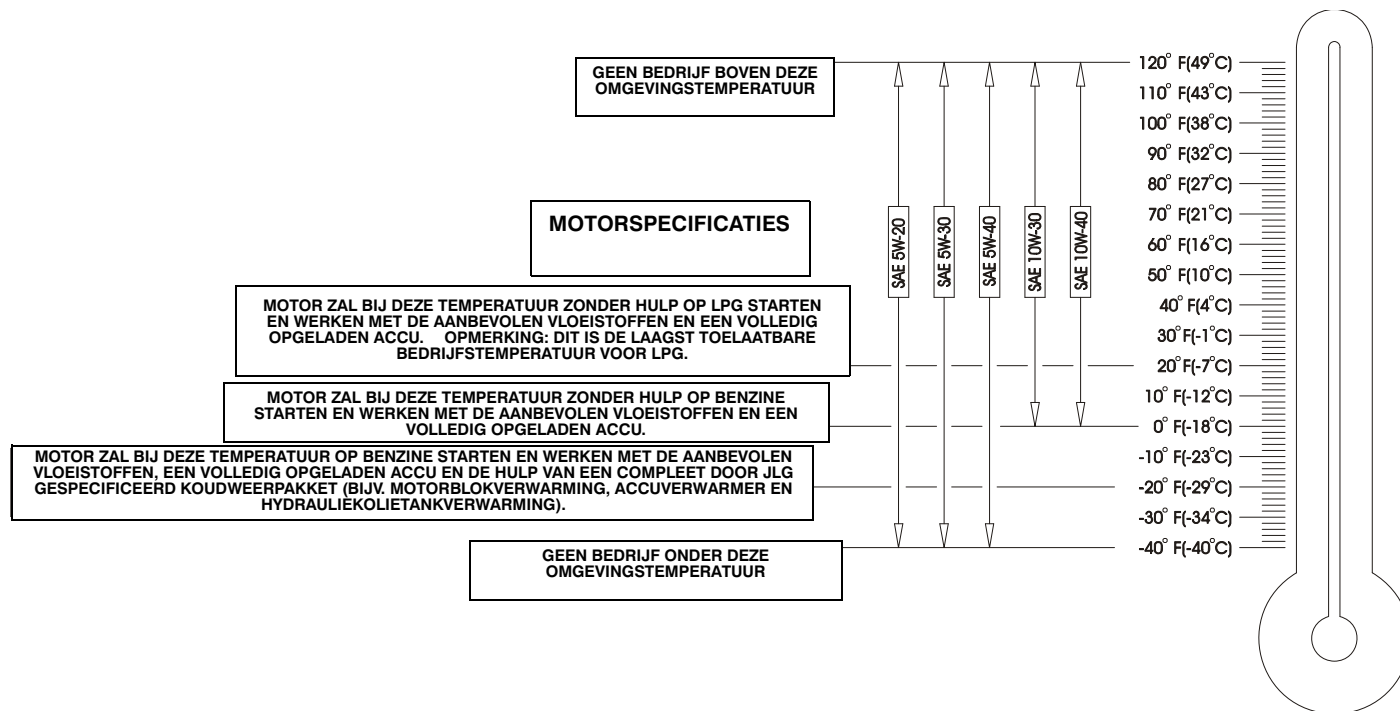 GEEN BEDRIJF BOVEN DEZE
OMGEVINGSTEMPERATUUR
MOTORSPECIFICATIES
MOTOR ZAL BIJ DEZE TEMPERATUUR ZONDER HULP OP LPG STARTEN
EN WERKEN MET DE AANBEVOLEN VLOEISTOFFEN EN EEN VOLLEDIG
OPGELADEN ACCU. OPMERKING: DIT IS DE LAAGST TOELAATBARE
BEDRIJFSTEMPERATUUR VOOR LPG.
MOTOR ZAL BIJ DEZE TEMPERATUUR ZONDER HULP OP BENZINE
STARTEN EN WERKEN MET DE AANBEVOLEN VLOEISTOFFEN EN EEN
VOLLEDIG OPGELADEN ACCU.
MOTOR ZAL BIJ DEZE TEMPERATUUR OP BENZINE STARTEN EN WERKEN MET DE AANBEVOLEN
VLOEISTOFFEN, EEN VOLLEDIG OPGELADEN ACCU EN DE HULP VAN EEN COMPLEET DOOR JLG
GESPECIFICEERD KOUDWEERPAKKET (BIJV. MOTORBLOKVERWARMING, ACCUVERWARMER EN
HYDRAULIEKOLIETANKVERWARMING).
GEEN BEDRIJF ONDER DEZE
OMGEVINGSTEMPERATUUR
SAE 5W-20
SAE 5W-30
SAE 5W-40
SAE 10W-30
SAE 10W-40
120° F(49°C)
110° F(43°C)
100° F(38°C)
90° F(32°C)
80° F(27°C)
70° F(21°C)
60° F(16°C)
50° F(10°C)
40° F(4°C)
30° F(-1°C)
20° F(-7°C)
10° F(-12°C)
0° F(-18°C)
-10° F(-23°C)
-20° F(-29°C)
-30° F(-34°C)
-40° F(-40°C)